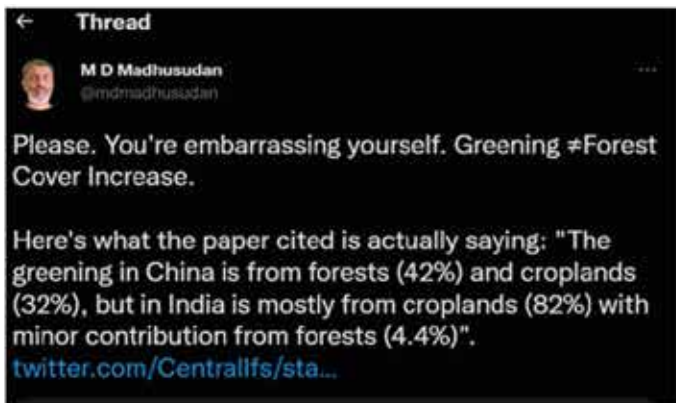 ← Thread
M D Madhusudan
@mdmadhusudan
Please. You're embarrassing yourself. Greening ≠Forest
Cover Increase.
Here's what the paper cited is actually saying: "The
greening in China is from forests (42%) and croplands
(32%), but in India is mostly from croplands (82%) with
minor contribution from forests (4.4%)".
twitter.com/CentralIfs/sta...